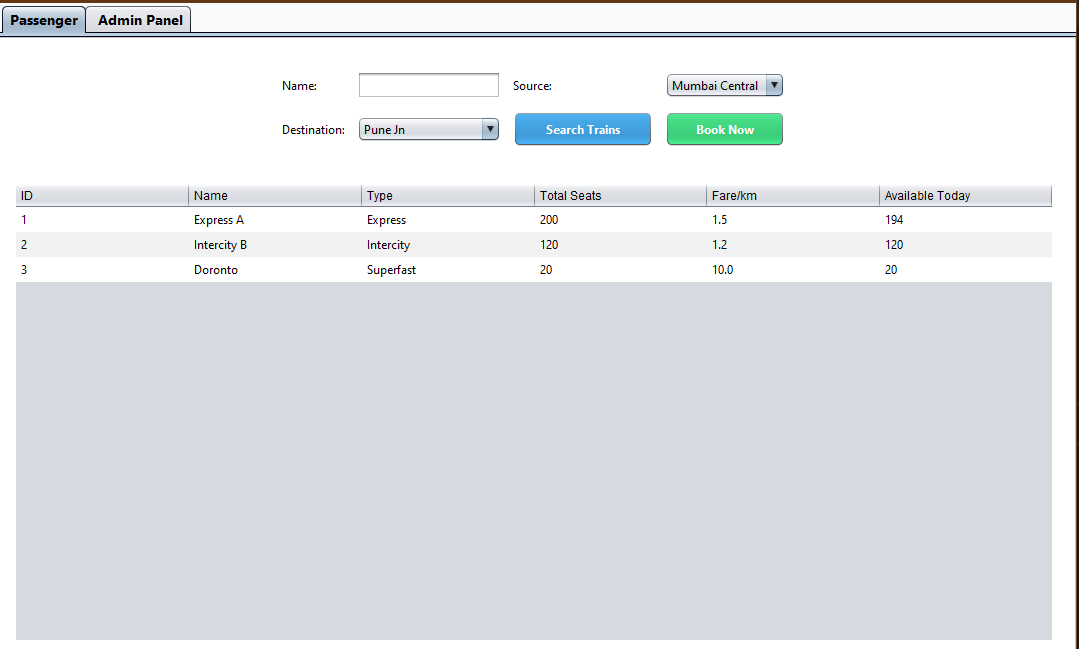 Passenger Admin Panel
Name: Source: Mumbai Central
Destination: Pune Jn Search Trains Book Now
ID Name Type Total Seats Fare/km Available Today
1 Express A Express 200 1.5 194
2 Intercity B Intercity 120 1.2 120
3 Doronto Superfast 20 10.0 20